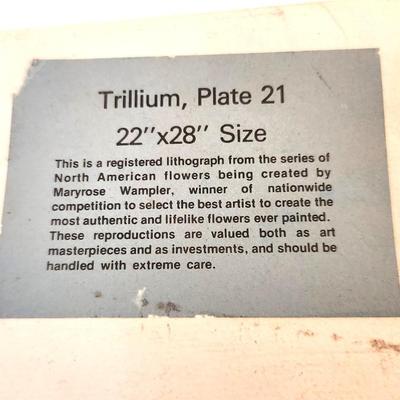 Trillium, Plate 21
22''x28'' Size
This is a registered lithograph from the series of
North American flowers being created by
Maryrose Wampler, winner of nationwide
competition to select the best artist to create the
most authentic and lifelike flowers ever painted.
These reproductions are valued both as art
masterpieces and as investments, and should be
handled with extreme care.